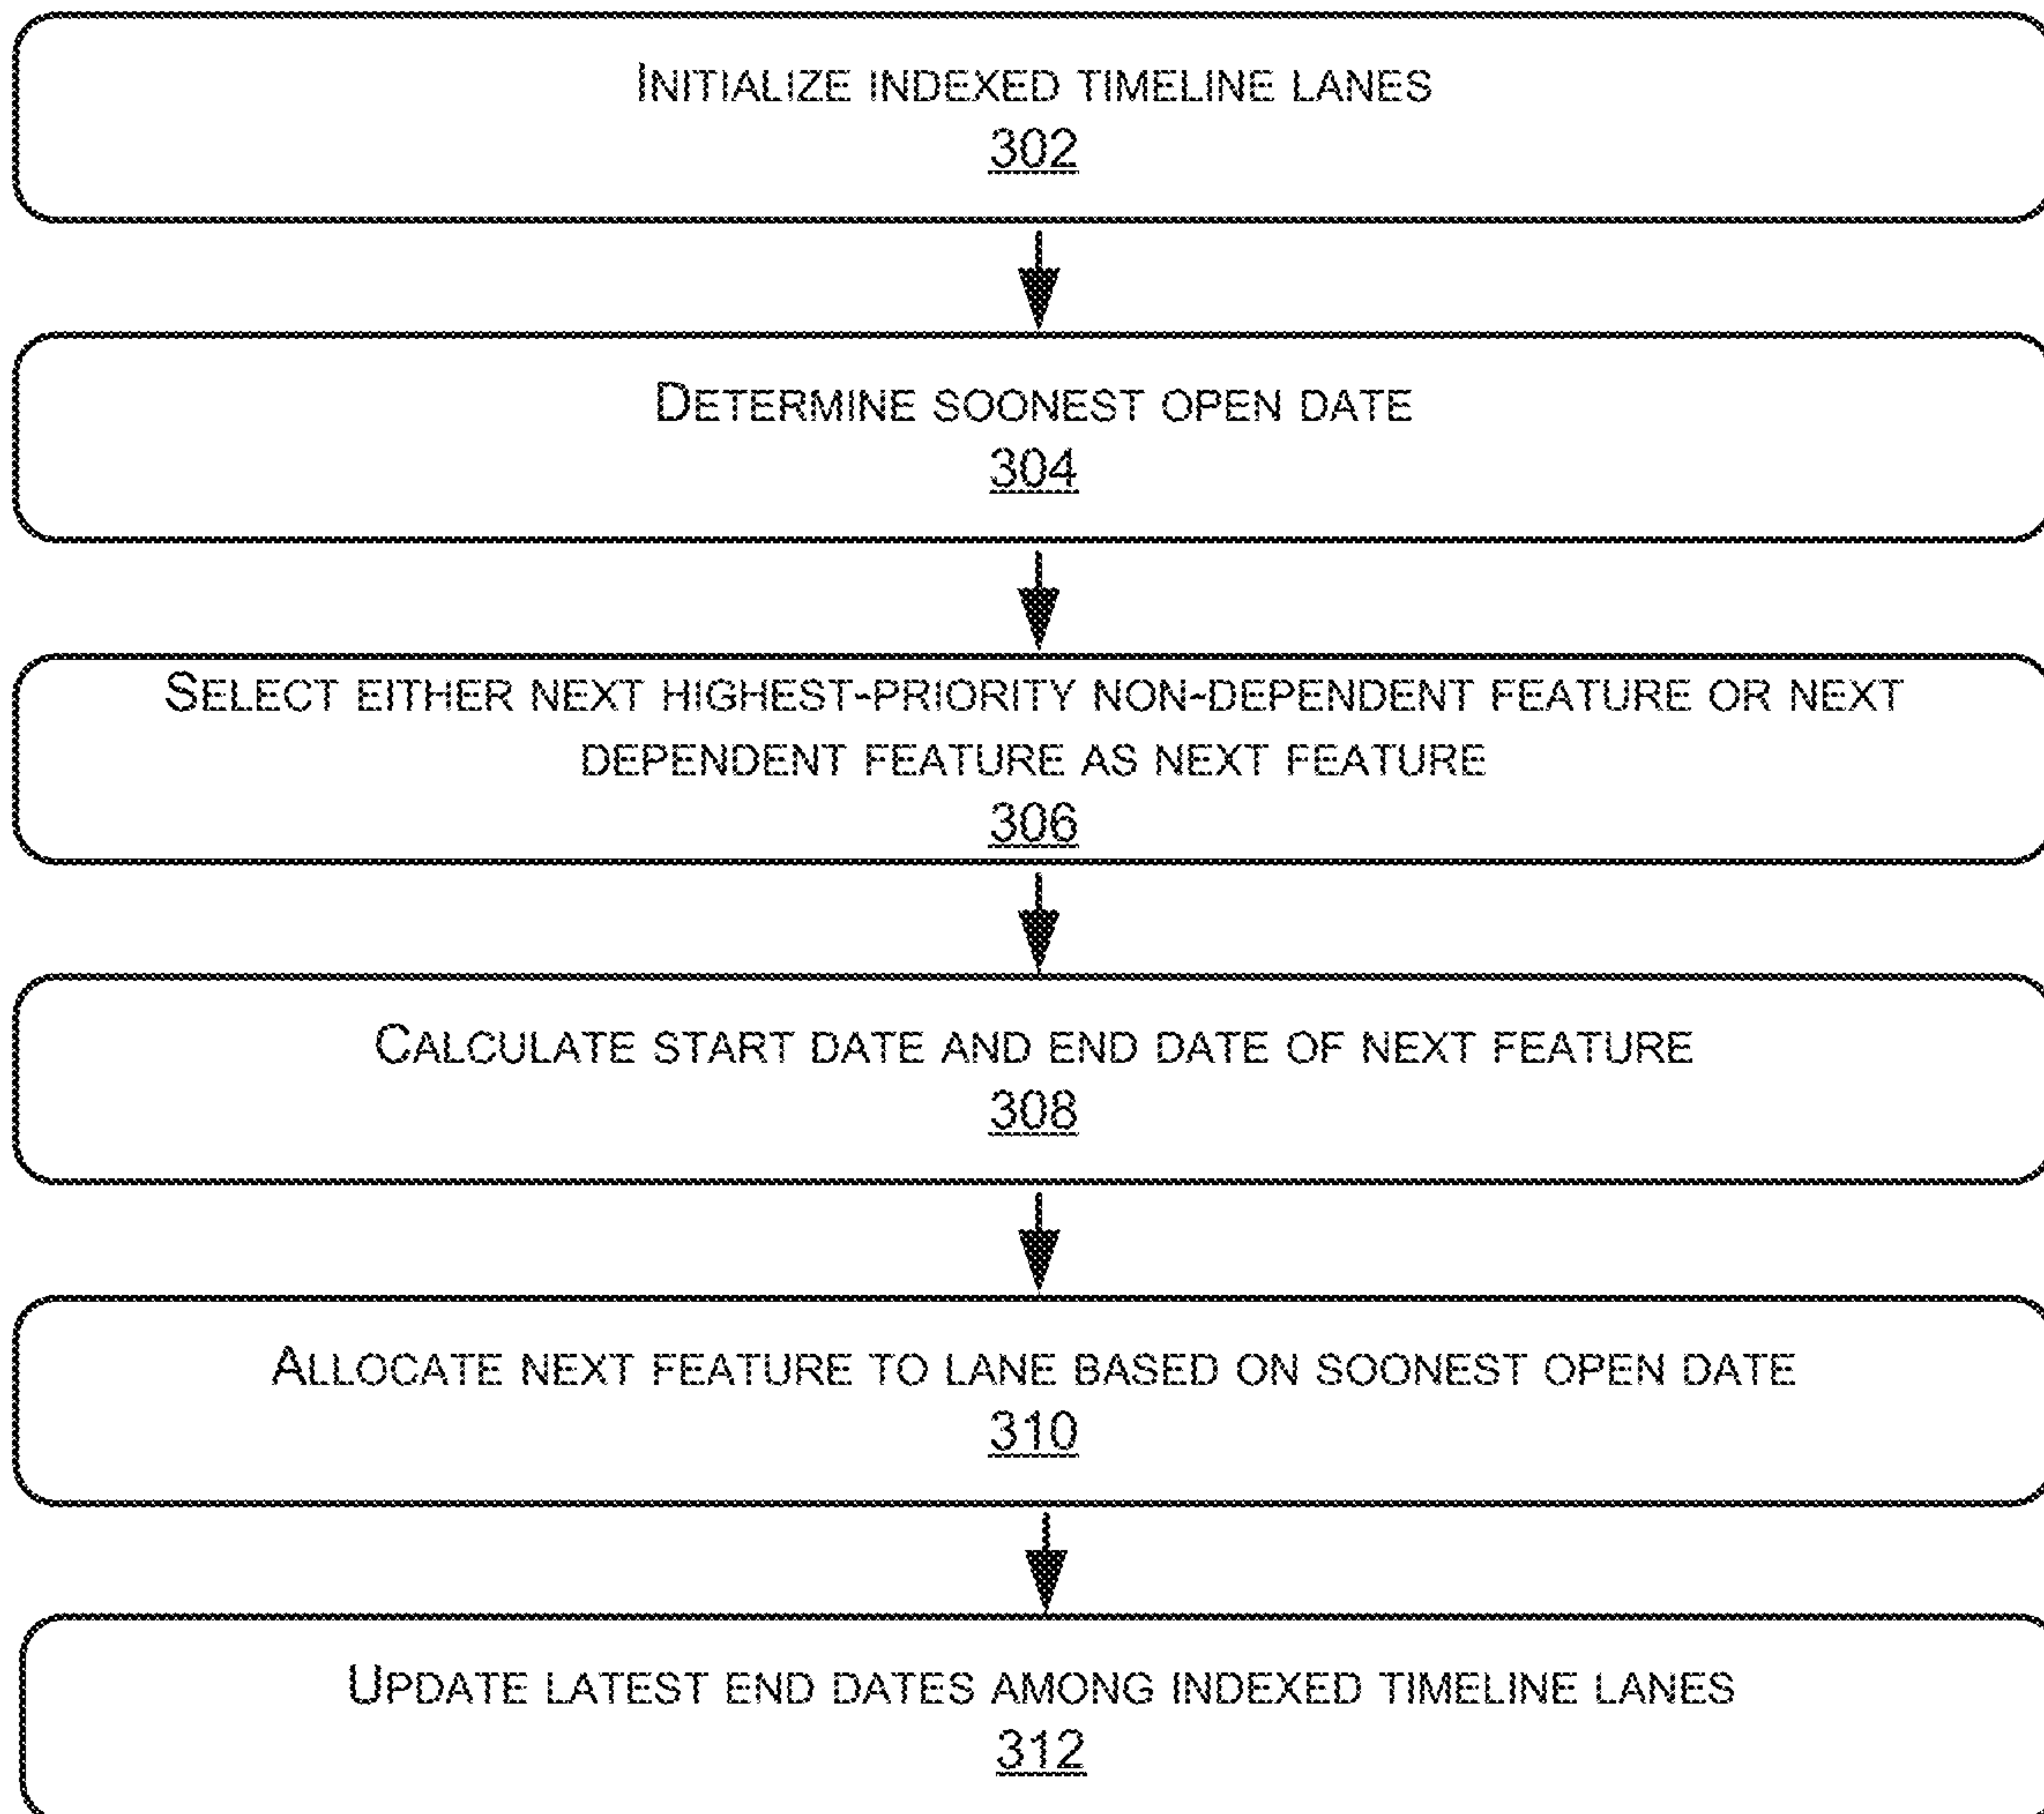 INITIALIZE INDEXED TIMELINE LANES
302
DETERMINE SOONEST OPEN DATE
304
SELECT EITHER NEXT HIGHEST-PRIORITY NON-DEPENDENT FEATURE OR NEXT
DEPENDENT FEATURE AS NEXT FEATURE
306
CALCULATE START DATE AND END DATE OF NEXT FEATURE
308
ALLOCATE NEXT FEATURE TO LANE BASED ON SOONEST OPEN DATE
310
UPDATE LATEST END DATES AMONG INDEXED TIMELINE LANES
312